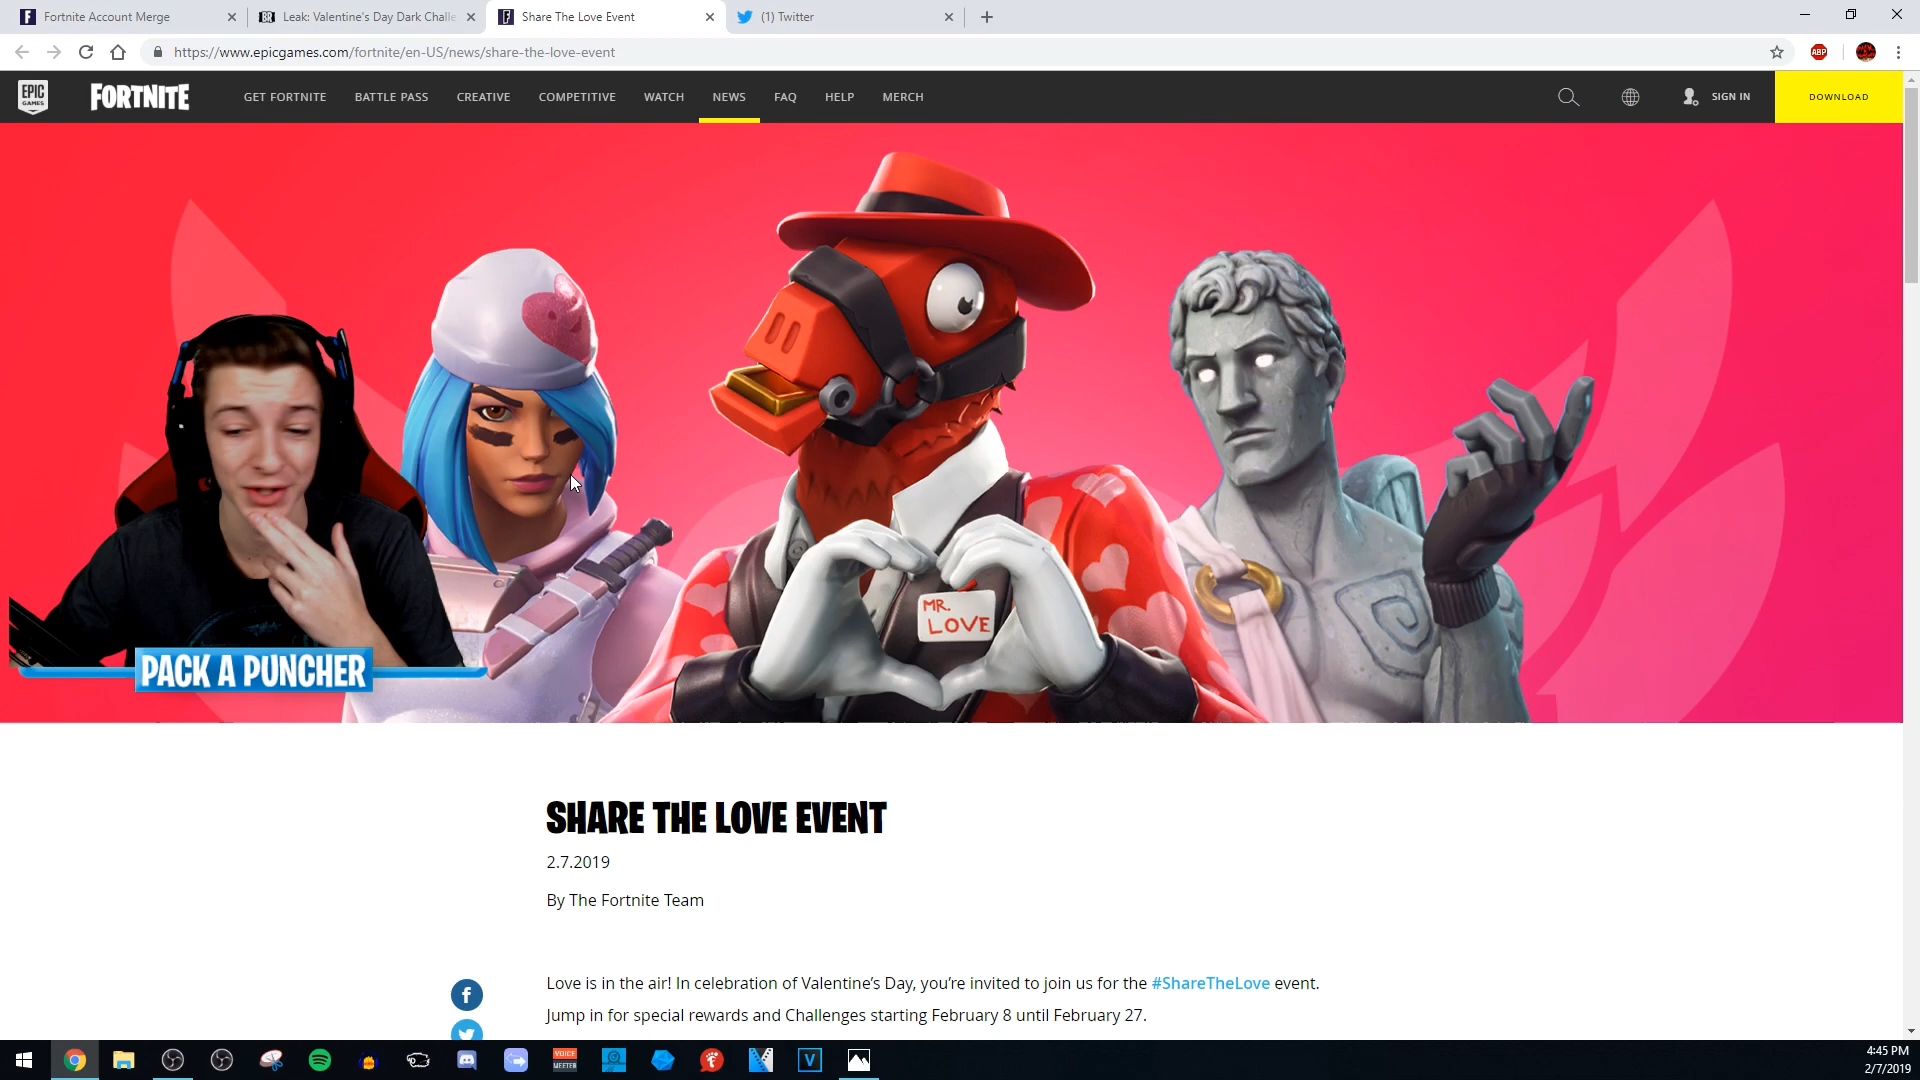 Fortnite Account Merge
Leak: Valentine's Day Dark Challe
Share The Love Event
(1) Twitter
https://www.epicgames.com/fortnite/en-US/news/share-the-love-event
ABP
EPIC
GAMES
FORTNITE
GET FORTNITE
BATTLE PASS
CREATIVE
COMPETITIVE
WATCH
NEWS
FAQ
HELP
MERCH
SIGN IN
DOWNLOAD
MR.
LOVE
PACK A PUNCHER
SHARE THE LOVE EVENT
2.7.2019
By The Fortnite Team
Love is in the air! In celebration of Valentine’s Day, you’re invited to join us for the #ShareTheLove event.
Jump in for special rewards and Challenges starting February 8 until February 27.
VOICE
MEETER
4:45 PM
2/7/2019